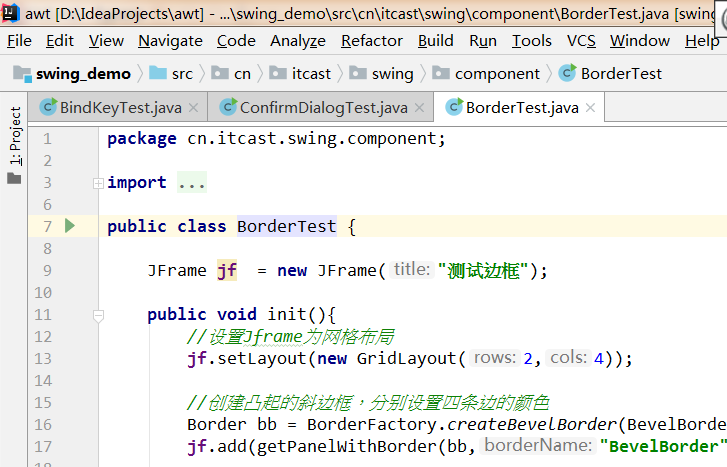 awt [D:\IdeaProjects\awt] - ...\swing_demo\src\cn\itcast\swing\component\BorderTest.java [swing
File Edit View Navigate Code Analyze Refactor Build Run Tools VCS Window Help
swing_demo src cn itcast swing component BorderTest
BindKeyTest.java ConfirmDialogTest.java BorderTest.java
1: Project
1 package cn.itcast.swing.component;
2
3 import ...
6
7 public class BorderTest {
8
9 JFrame jf = new JFrame( title: "测试边框");
10
11 public void init(){
12 //设置Jframe为网格布局
13 jf.setLayout(new GridLayout( rows: 2, cols: 4));
14
15 //创建凸起的斜边框，分别设置四条边的颜色
16 Border bb = BorderFactory.createBevelBorder(BevelBorde
17 jf.add(getPanelWithBorder(bb, borderName: "BevelBorder"